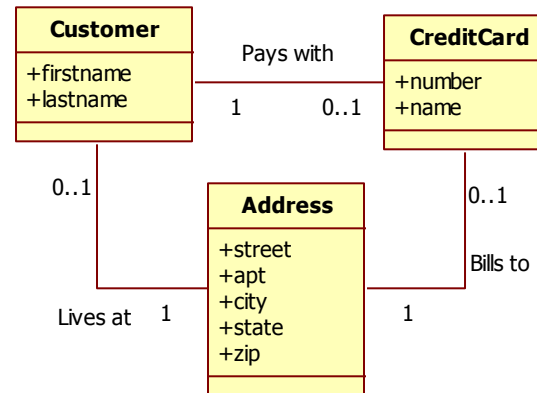 Customer
+firstname
+lastname
Pays with
1
0..1
CreditCard
+number
+name
0..1
Lives at
1
Address
+street
+apt
+city
+state
+zip
0..1
Bills to
1